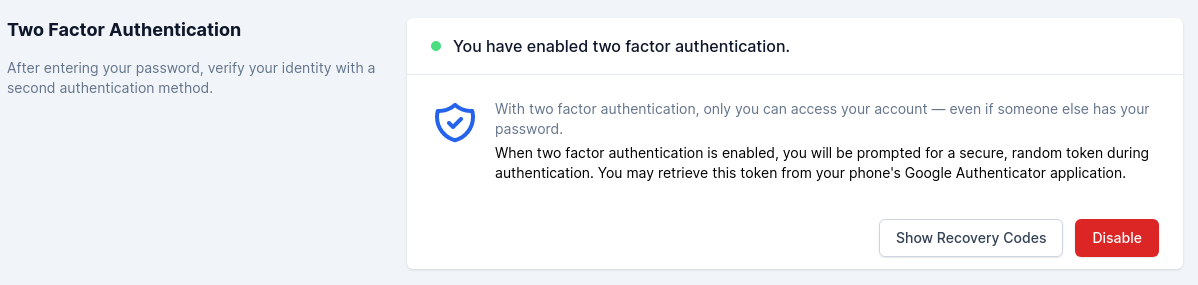 Two Factor Authentication
After entering your password, verify your identity with a
second authentication method.
You have enabled two factor authentication.
With two factor authentication, only you can access your account — even if someone else has your
password.
When two factor authentication is enabled, you will be prompted for a secure, random token during
authentication. You may retrieve this token from your phone's Google Authenticator application.
Show Recovery Codes
Disable